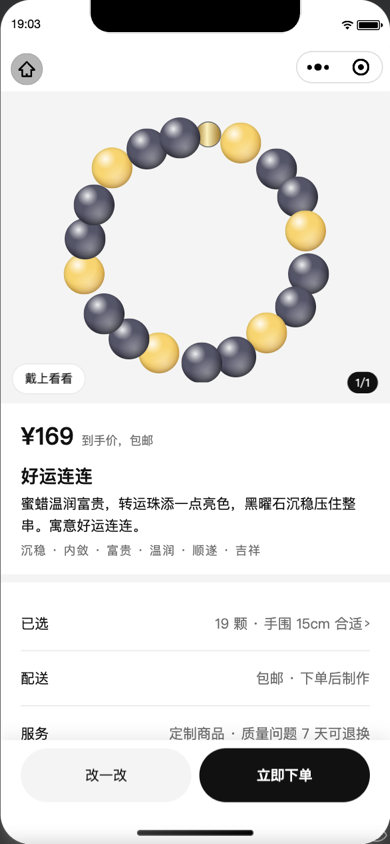 19:03
戴上看看
1/1
¥169 到手价，包邮
好运连连
蜜蜡温润富贵，转运珠添一点亮色，黑曜石沉稳压住整
串。寓意好运连连。
沉稳 · 内敛 · 富贵 · 温润 · 顺遂 · 吉祥
已选 19 颗 · 手围 15cm 合适>
配送 包邮 · 下单后制作
服务 定制商品 · 质量问题 7 天可退换
改一改 立即下单